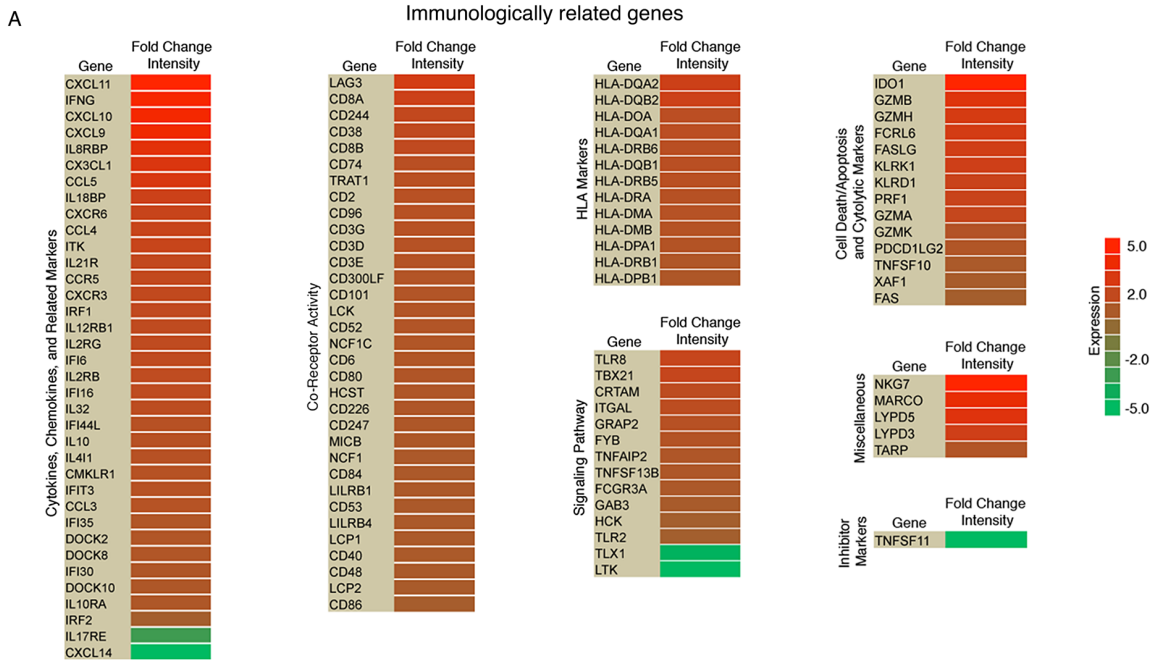 A
Immunologically related genes
Cytokines, Chemokines, and Related Markers
Gene
Fold Change
Intensity
CXCL11
IFNG
CXCL10
CXCL9
IL8RBP
CX3CL1
CCL5
IL18BP
CXCR6
CCL4
ITK
IL21R
CCR5
CXCR3
IRF1
IL12RB1
IL2RG
IFI6
IL2RB
IFI16
IL32
IFI44L
IL10
IL4I1
CMKLR1
IFIT3
CCL3
IFI35
DOCK2
DOCK8
IFI30
DOCK10
IL10RA
IRF2
IL17RE
CXCL14
Co-Receptor Activity
Gene
Fold Change
Intensity
LAG3
CD8A
CD244
CD38
CD8B
CD74
TRAT1
CD2
CD96
CD3G
CD3D
CD3E
CD300LF
CD101
LCK
CD52
NCF1C
CD6
CD80
HCST
CD226
CD247
MICB
NCF1
CD84
LILRB1
CD53
LILRB4
LCP1
CD40
CD48
LCP2
CD86
HLA Markers
Gene
Fold Change
Intensity
HLA-DQA2
HLA-DQB2
HLA-DOA
HLA-DQA1
HLA-DRB6
HLA-DQB1
HLA-DRB5
HLA-DRA
HLA-DMA
HLA-DMB
HLA-DPA1
HLA-DRB1
HLA-DPB1
Signaling Pathway
Gene
Fold Change
Intensity
TLR8
TBX21
CRTAM
ITGAL
GRAP2
FYB
TNFAIP2
TNFSF13B
FCGR3A
GAB3
HCK
TLR2
TLX1
LTK
Cell Death/Apoptosis
and Cytolytic Markers
Gene
Fold Change
Intensity
IDO1
GZMB
GZMH
FCRL6
FASLG
KLRK1
KLRD1
PRF1
GZMA
GZMK
PDCD1LG2
TNFSF10
XAF1
FAS
Miscellaneous
Gene
Fold Change
Intensity
NKG7
MARCO
LYPD5
LYPD3
TARP
Inhibitor
Markers
Gene
Fold Change
Intensity
TNFSF11
Expression
5.0
2.0
-2.0
-5.0